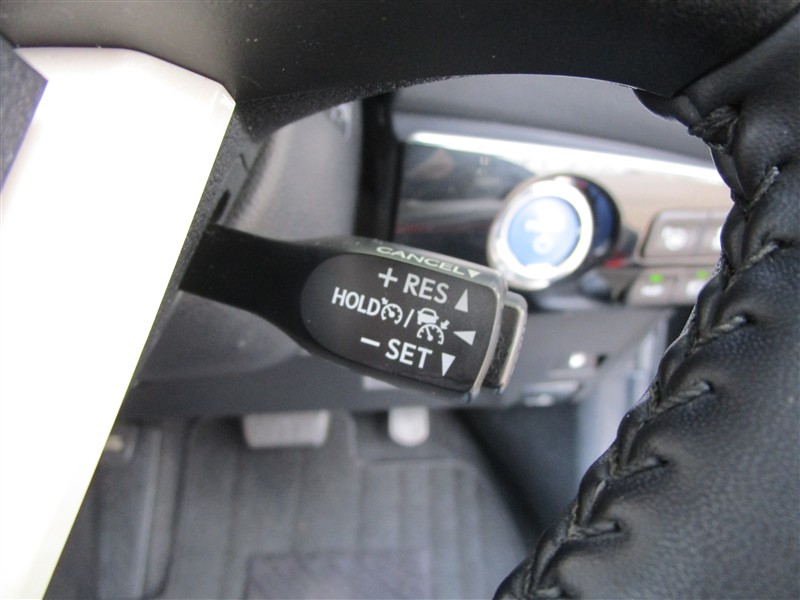 CANCEL▼
+ RES ▲
HOLD / ◀
− SET ▼